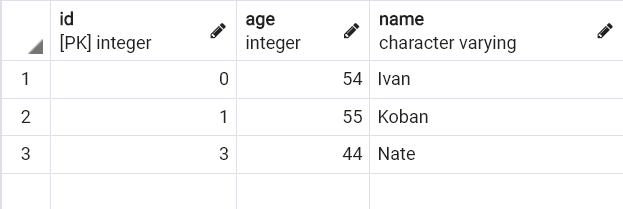 id age name
[PK] integer integer character varying
1 0 54 Ivan
2 1 55 Koban
3 3 44 Nate